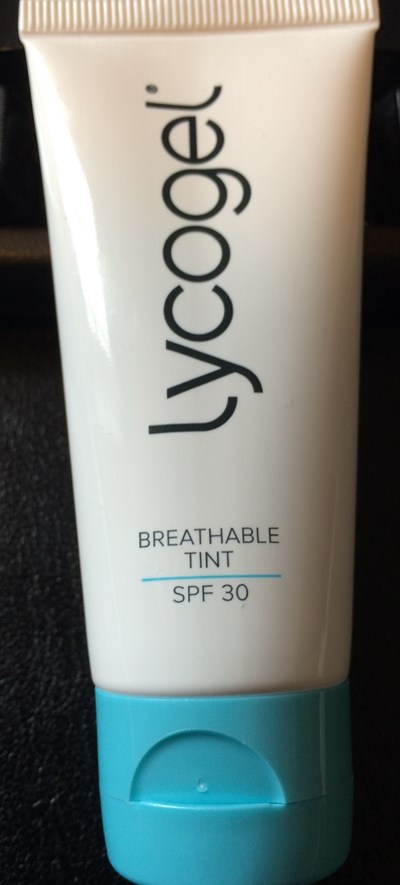 Lycogel®
BREATHABLE
TINT
SPF 30